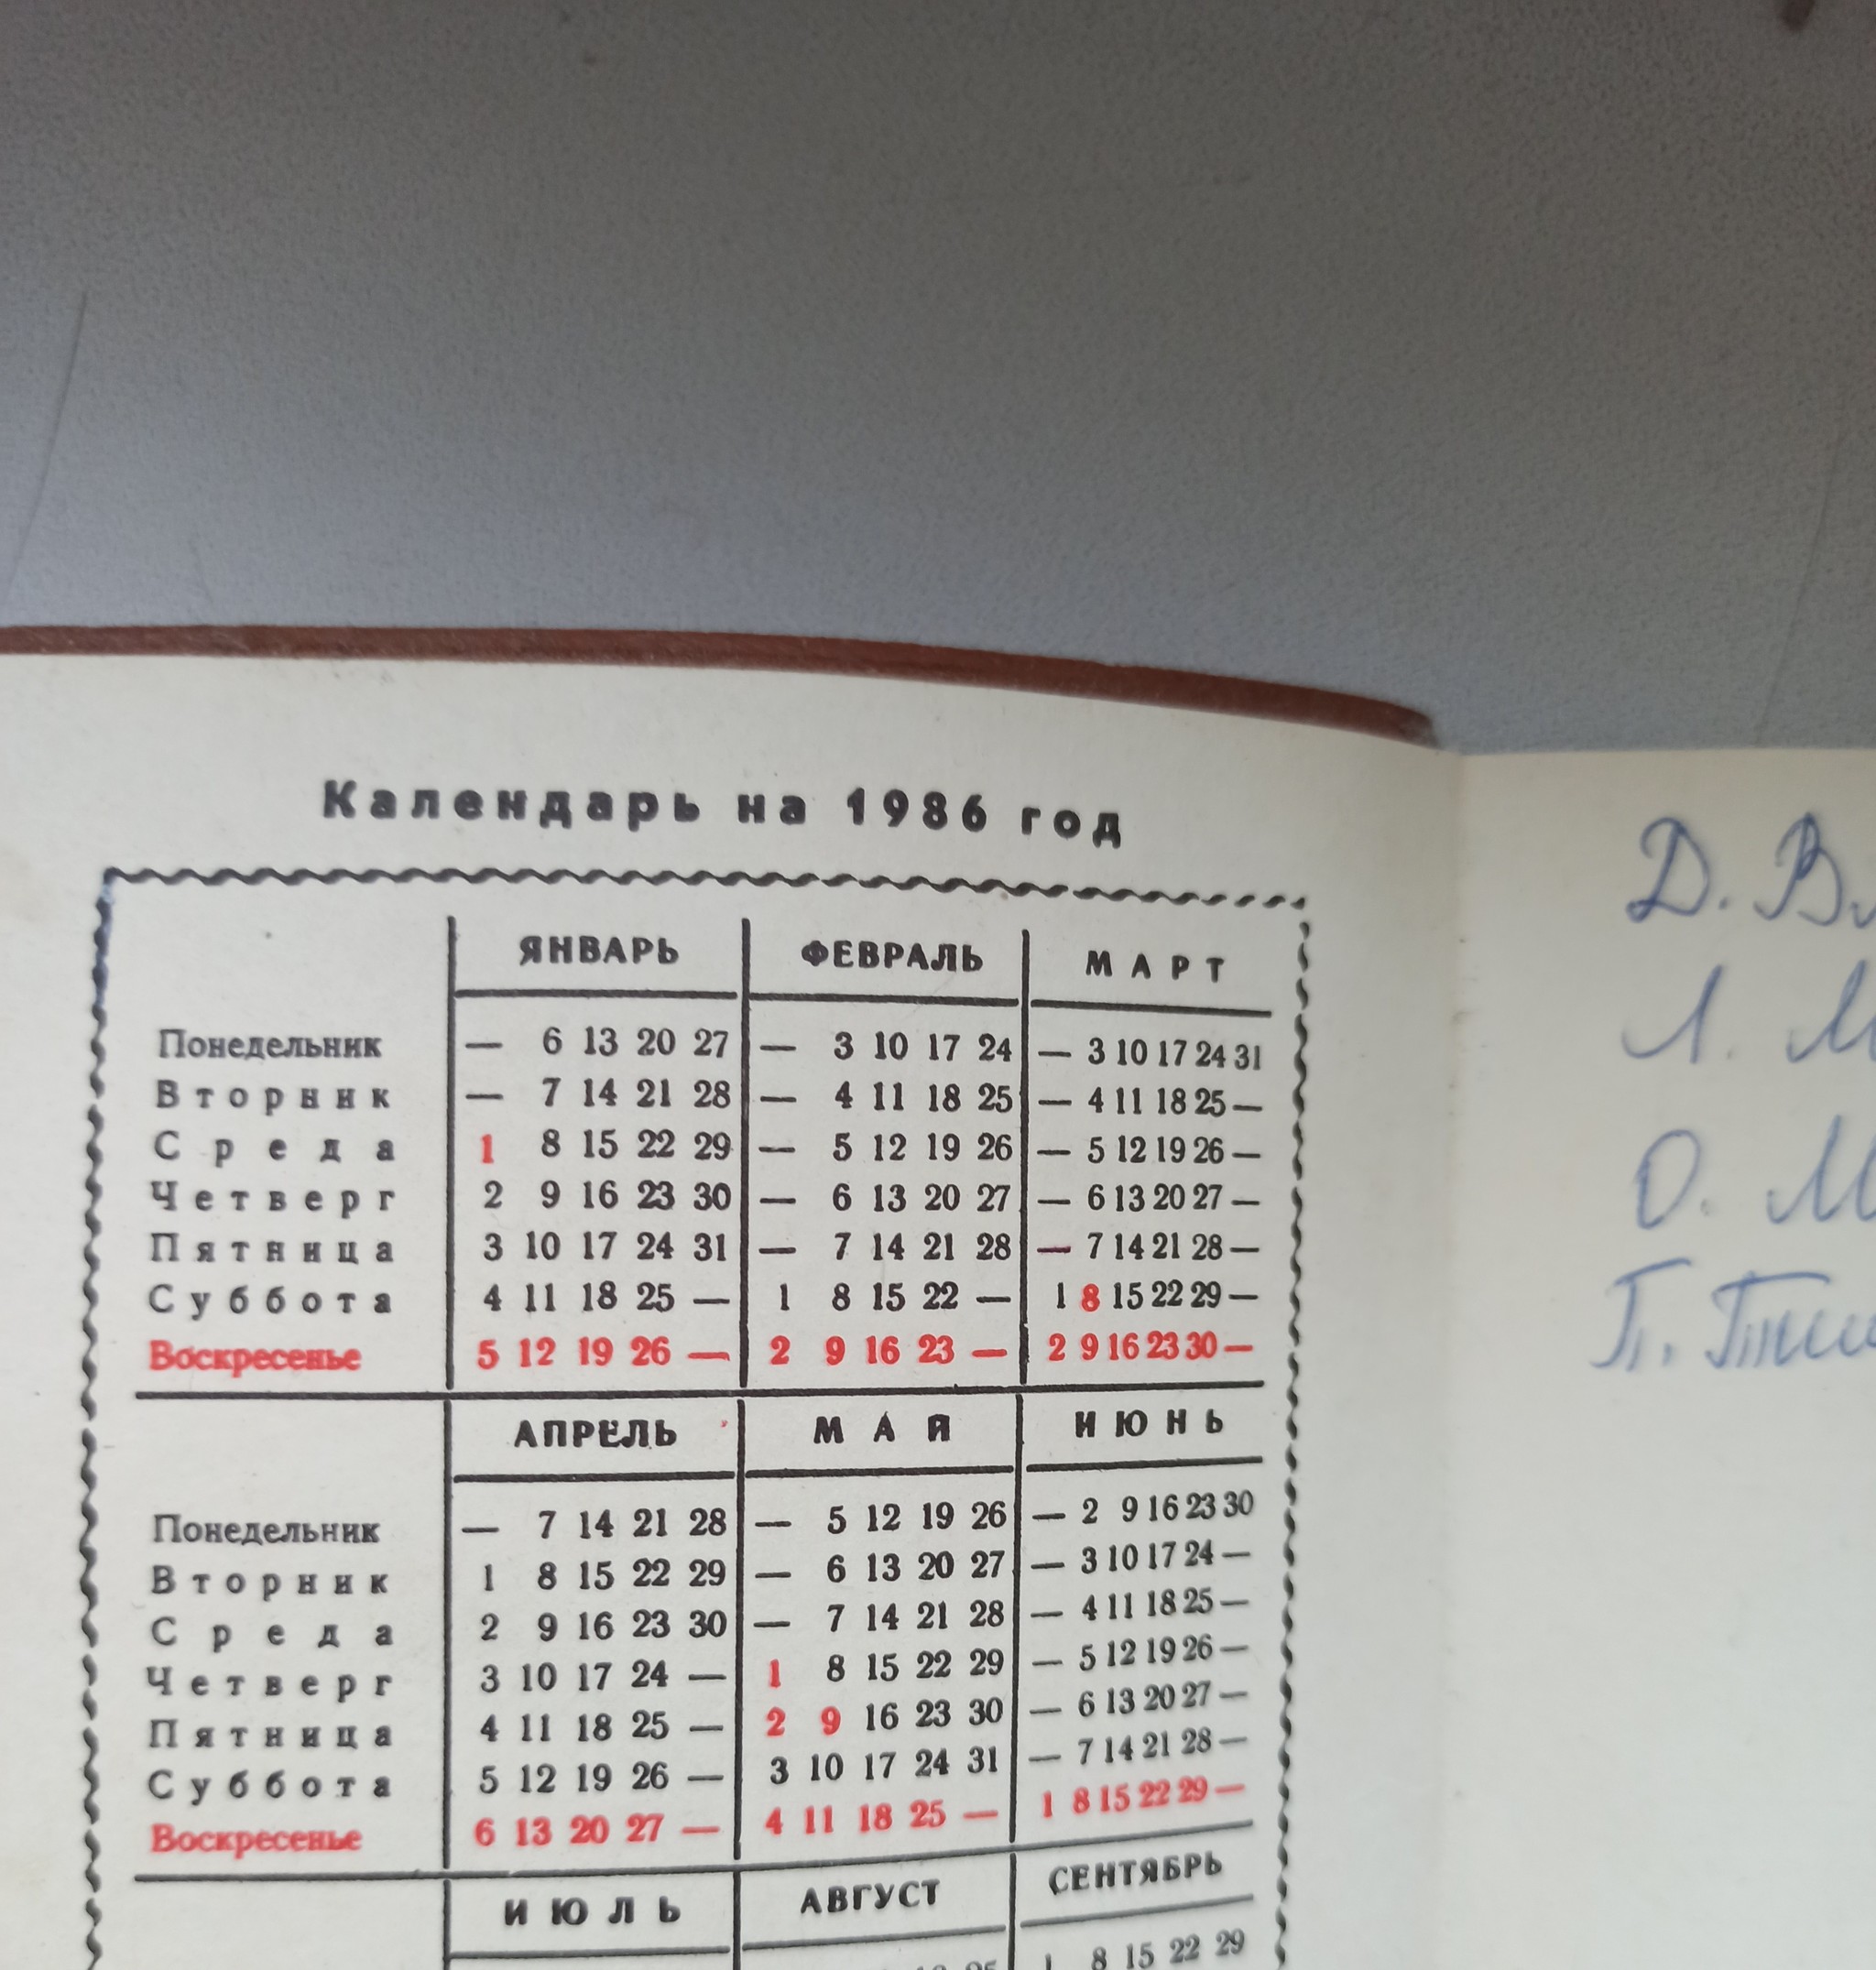 Календарь на 1986 год
ЯНВАРЬ ФЕВРАЛЬ МАРТ
Понедельник — 6 13 20 27 — 3 10 17 24 — 3 10 17 24 31
Вторник — 7 14 21 28 — 4 11 18 25 — 4 11 18 25 —
Среда 1 8 15 22 29 — 5 12 19 26 — 5 12 19 26 —
Четверг 2 9 16 23 30 — 6 13 20 27 — 6 13 20 27 —
Пятница 3 10 17 24 31 — 7 14 21 28 — 7 14 21 28 —
Суббота 4 11 18 25 — 1 8 15 22 — 1 8 15 22 29 —
Воскресенье 5 12 19 26 — 2 9 16 23 — 2 9 16 23 30 —
АПРЕЛЬ МАЙ ИЮНЬ
Понедельник — 7 14 21 28 — 5 12 19 26 — 2 9 16 23 30
Вторник 1 8 15 22 29 — 6 13 20 27 — 3 10 17 24 —
Среда 2 9 16 23 30 — 7 14 21 28 — 4 11 18 25 —
Четверг 3 10 17 24 — 1 8 15 22 29 — 5 12 19 26 —
Пятница 4 11 18 25 — 2 9 16 23 30 — 6 13 20 27 —
Суббота 5 12 19 26 — 3 10 17 24 31 — 7 14 21 28 —
Воскресенье 6 13 20 27 — 4 11 18 25 — 1 8 15 22 29 —
ИЮЛЬ АВГУСТ СЕНТЯБРЬ
1 8 15 22 29
Д.
Л.
О.
П.